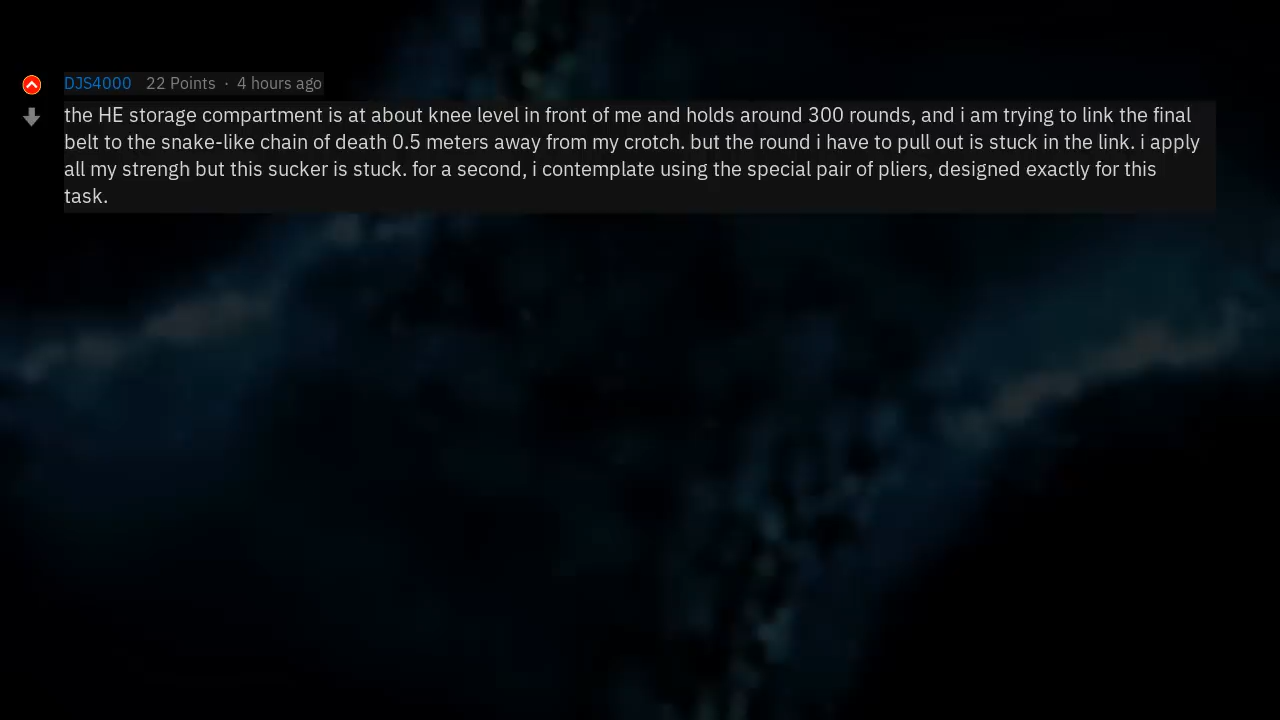 DJS4000 22 Points · 4 hours ago
the HE storage compartment is at about knee level in front of me and holds around 300 rounds, and i am trying to link the final
belt to the snake-like chain of death 0.5 meters away from my crotch. but the round i have to pull out is stuck in the link. i apply
all my strengh but this sucker is stuck. for a second, i contemplate using the special pair of pliers, designed exactly for this
task.